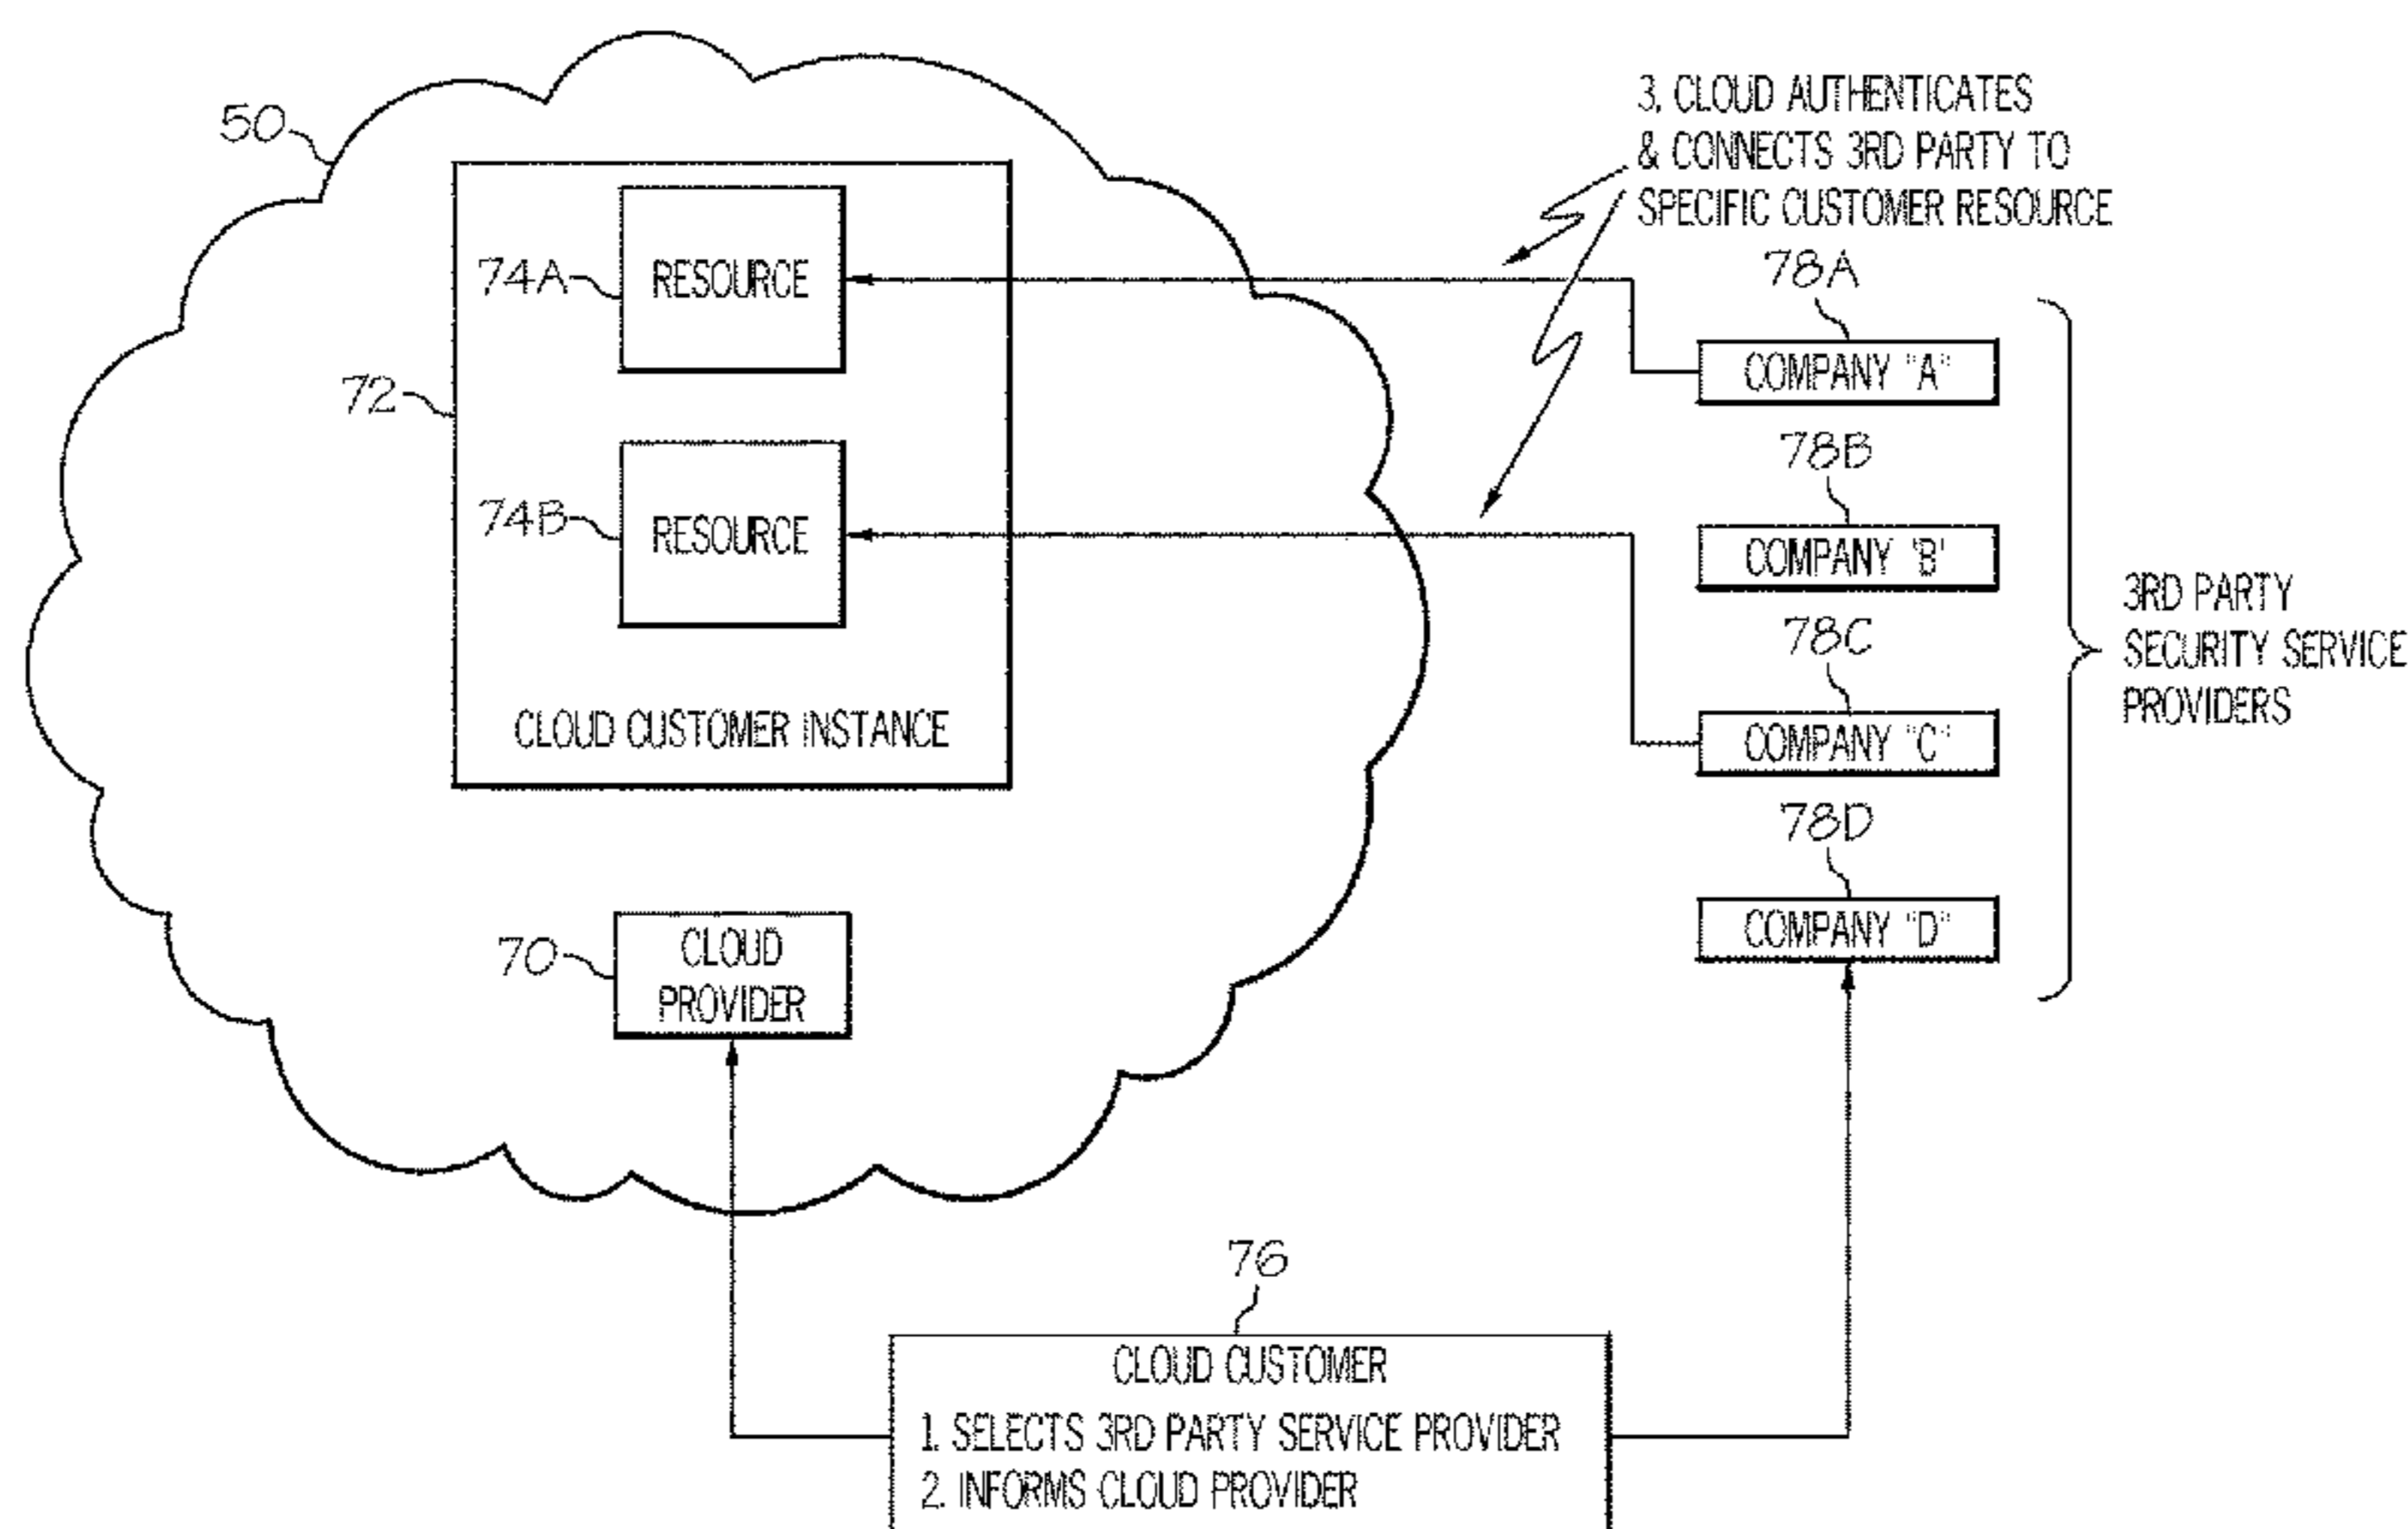 50
3. CLOUD AUTHENTICATES
& CONNECTS 3RD PARTY TO
SPECIFIC CUSTOMER RESOURCE
74A
RESOURCE
78A
COMPANY "A"
72
78B
74B
RESOURCE
COMPANY 'B'
3RD PARTY
SECURITY SERVICE
PROVIDERS
78C
CLOUD CUSTOMER INSTANCE
COMPANY "C"
78D
COMPANY "D"
70
CLOUD
PROVIDER
76
CLOUD CUSTOMER
1. SELECTS 3RD PARTY SERVICE PROVIDER
2. INFORMS CLOUD PROVIDER